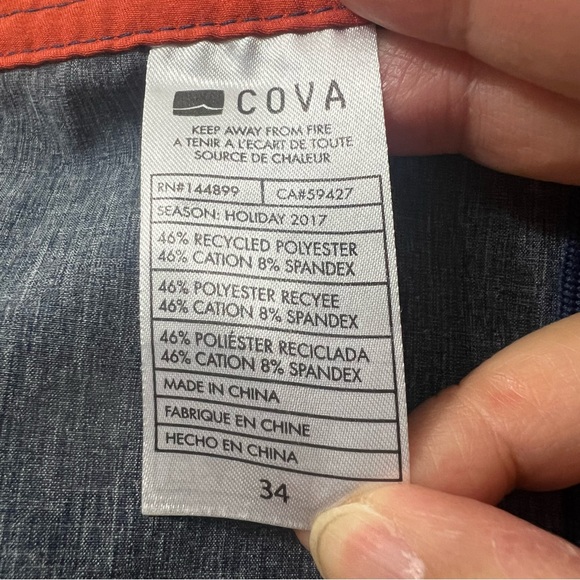 COVA
KEEP AWAY FROM FIRE
A TENIR A L'ECART DE TOUTE
SOURCE DE CHALEUR
RN#144899 CA#59427
SEASON: HOLIDAY 2017
46% RECYCLED POLYESTER
46% CATION 8% SPANDEX
46% POLYESTER RECYEE
46% CATION 8% SPANDEX
46% POLIÉSTER RECICLADA
46% CATION 8% SPANDEX
MADE IN CHINA
FABRIQUE EN CHINE
HECHO EN CHINA
34